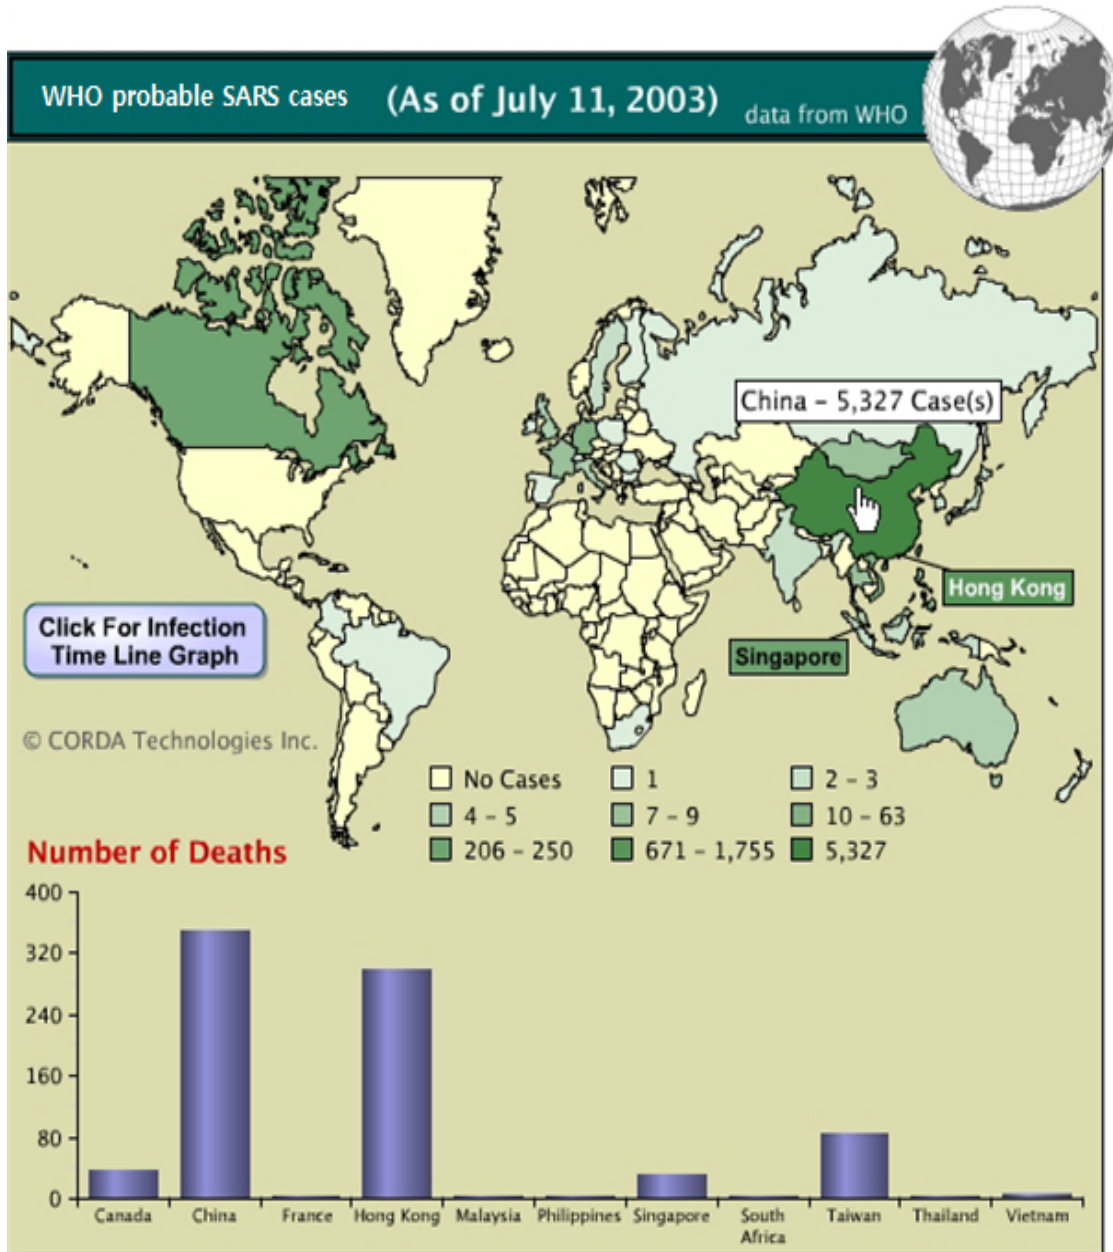 WHO probable SARS cases (As of July 11, 2003) data from WHO
China – 5,327 Case(s)
Hong Kong
Singapore
Click For Infection
Time Line Graph
© CORDA Technologies Inc.
No Cases 1 2 – 3
4 – 5 7 – 9 10 – 63
206 – 250 671 – 1,755 5,327
Number of Deaths
400
320
240
160
80
0
Canada China France Hong Kong Malaysia Philippines Singapore South Africa Taiwan Thailand Vietnam